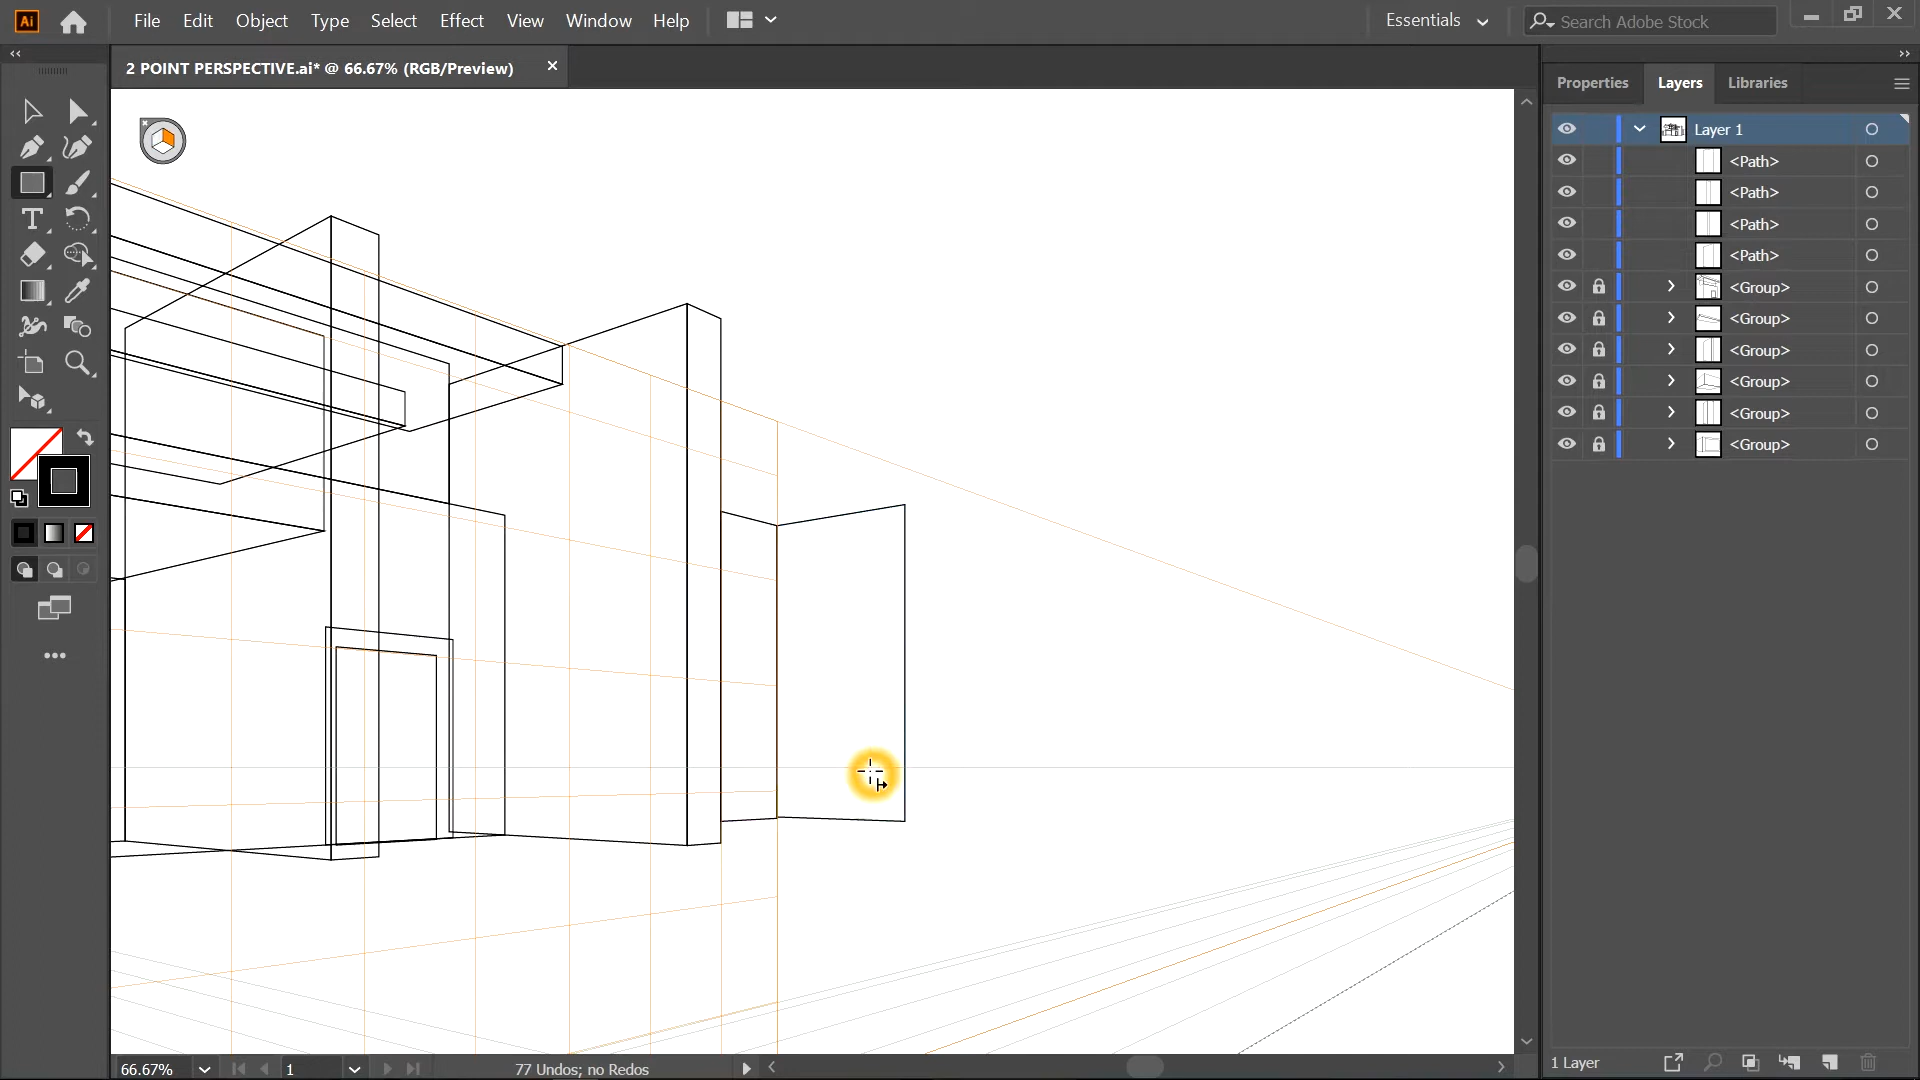 Ai File Edit Object Type Select Effect View Window Help Essentials Search Adobe Stock
2 POINT PERSPECTIVE.ai* @ 66.67% (RGB/Preview)
Properties Layers Libraries
Layer 1
<Path>
<Path>
<Path>
<Path>
<Group>
<Group>
<Group>
<Group>
<Group>
<Group>
66.67% 1 77 Undos; no Redos
1 Layer